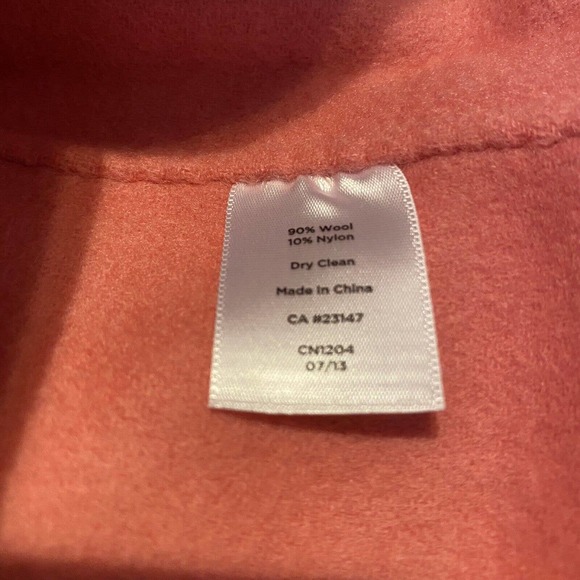 90% Wool
10% Nylon
Dry Clean
Made in China
CA #23147
CN1204
07/13